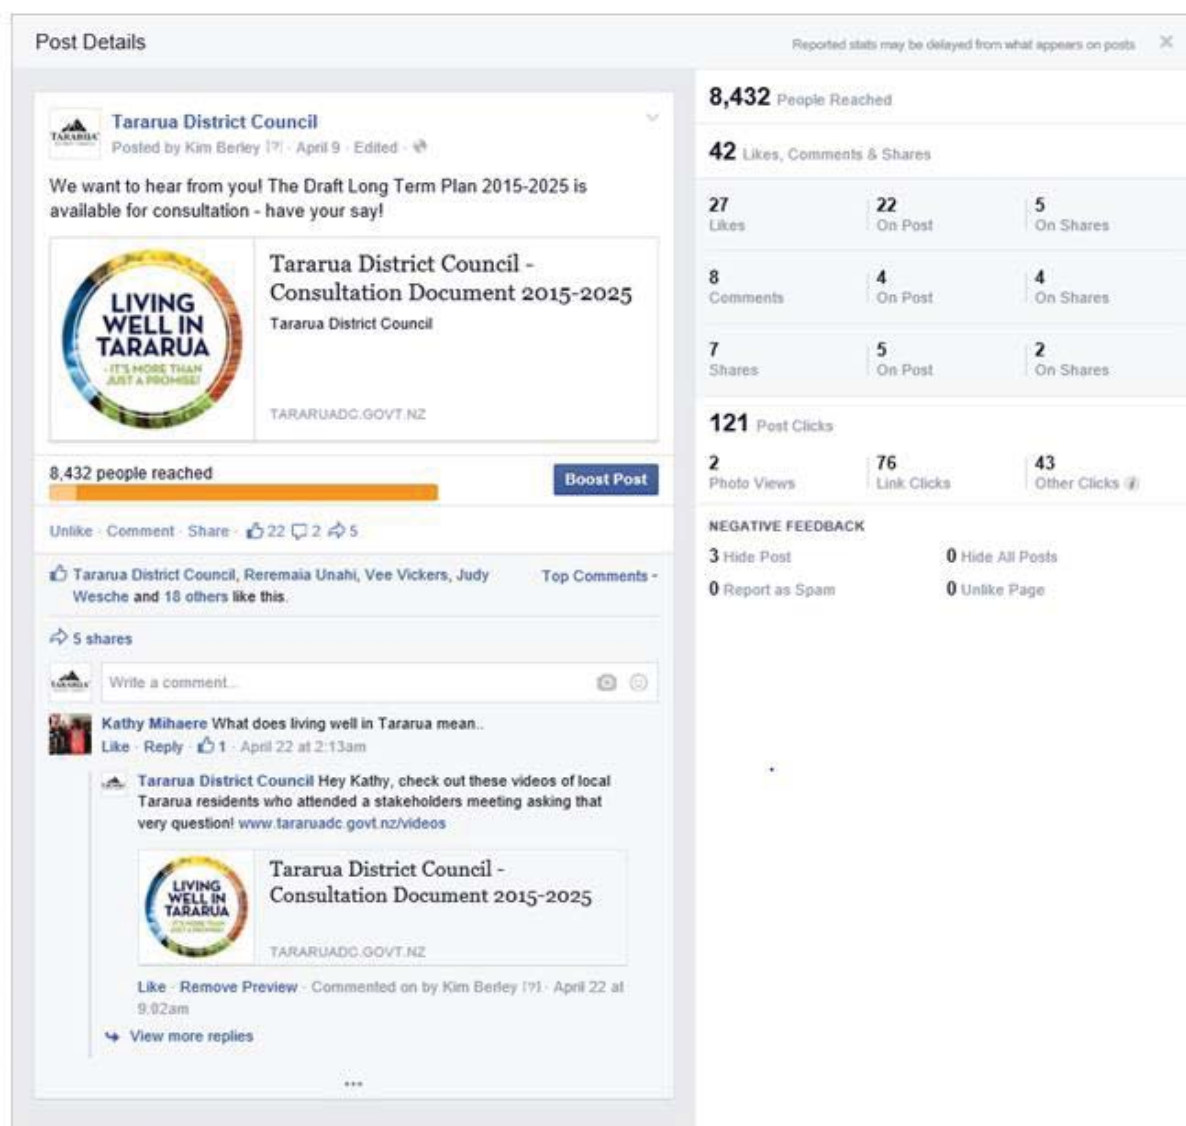 Post Details
Reported stats may be delayed from what appears on posts
Tararua District Council
Posted by Kim Berley [?] · April 9 · Edited ·
We want to hear from you! The Draft Long Term Plan 2015-2025 is
available for consultation - have your say!
LIVING
WELL IN
TARARUA
- IT'S MORE THAN
JUST A PROMISE!
Tararua District Council -
Consultation Document 2015-2025
Tararua District Council
TARARUADC.GOVT.NZ
8,432 people reached
Boost Post
Unlike · Comment · Share · 22 2 5
Tararua District Council, Reremaia Unahi, Vee Vickers, Judy
Wesche and 18 others like this.
Top Comments
5 shares
TARARUA
Write a comment...
Kathy Mihaere What does living well in Tararua mean..
Like · Reply · 1 · April 22 at 2:13am
Tararua District Council Hey Kathy, check out these videos of local
Tararua residents who attended a stakeholders meeting asking that
very question! www.tararuadc.govt.nz/videos
LIVING
WELL IN
TARARUA
Tararua District Council -
Consultation Document 2015-2025
TARARUADC.GOVT.NZ
Like · Remove Preview · Commented on by Kim Berley [?] · April 22 at
9:02am
View more replies
8,432 People Reached
42 Likes, Comments & Shares
27 22 5
Likes On Post On Shares
8 4 4
Comments On Post On Shares
7 5 2
Shares On Post On Shares
121 Post Clicks
2 76 43
Photo Views Link Clicks Other Clicks
NEGATIVE FEEDBACK
3 Hide Post 0 Hide All Posts
0 Report as Spam 0 Unlike Page